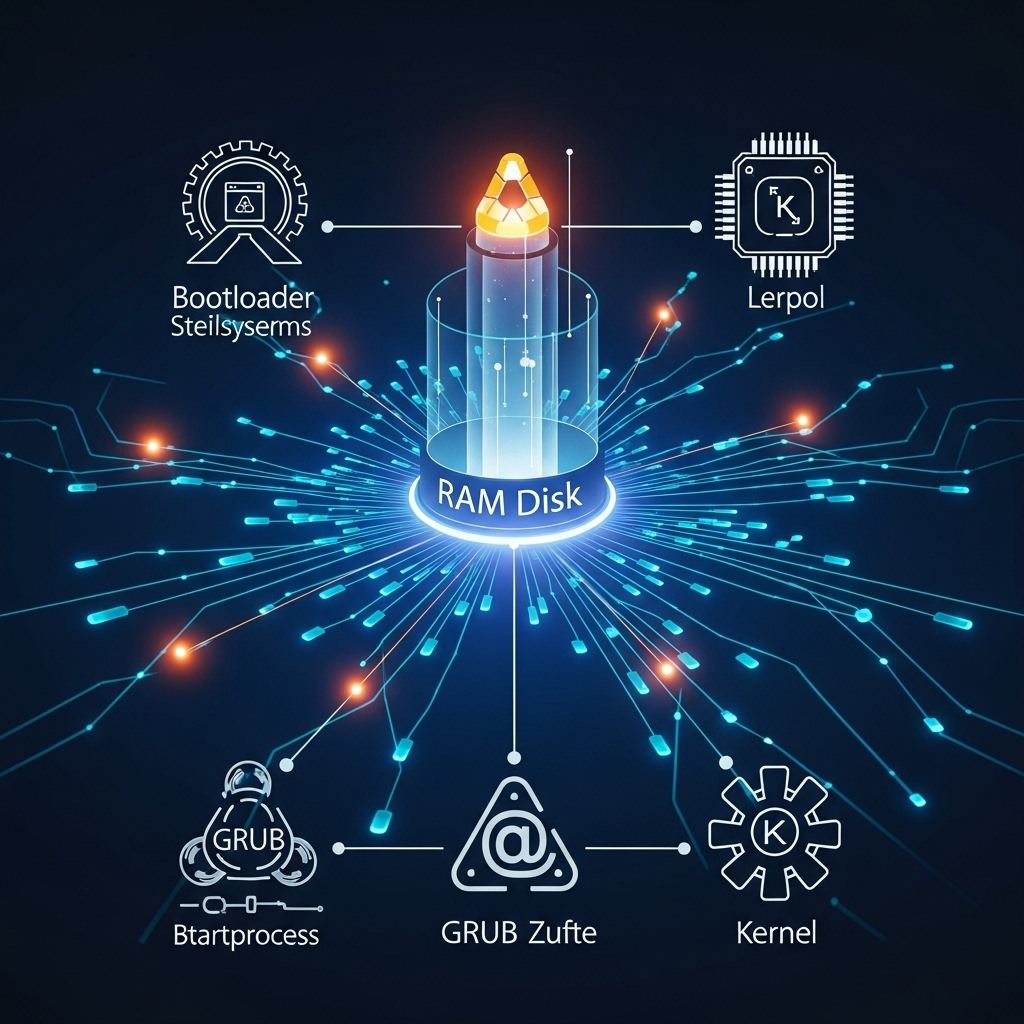 K
Bootloader
Steilsyserms
Lerpol
RAM Disk
GRUB
@
K
Btartprocess
GRUB Zufte
Kernel